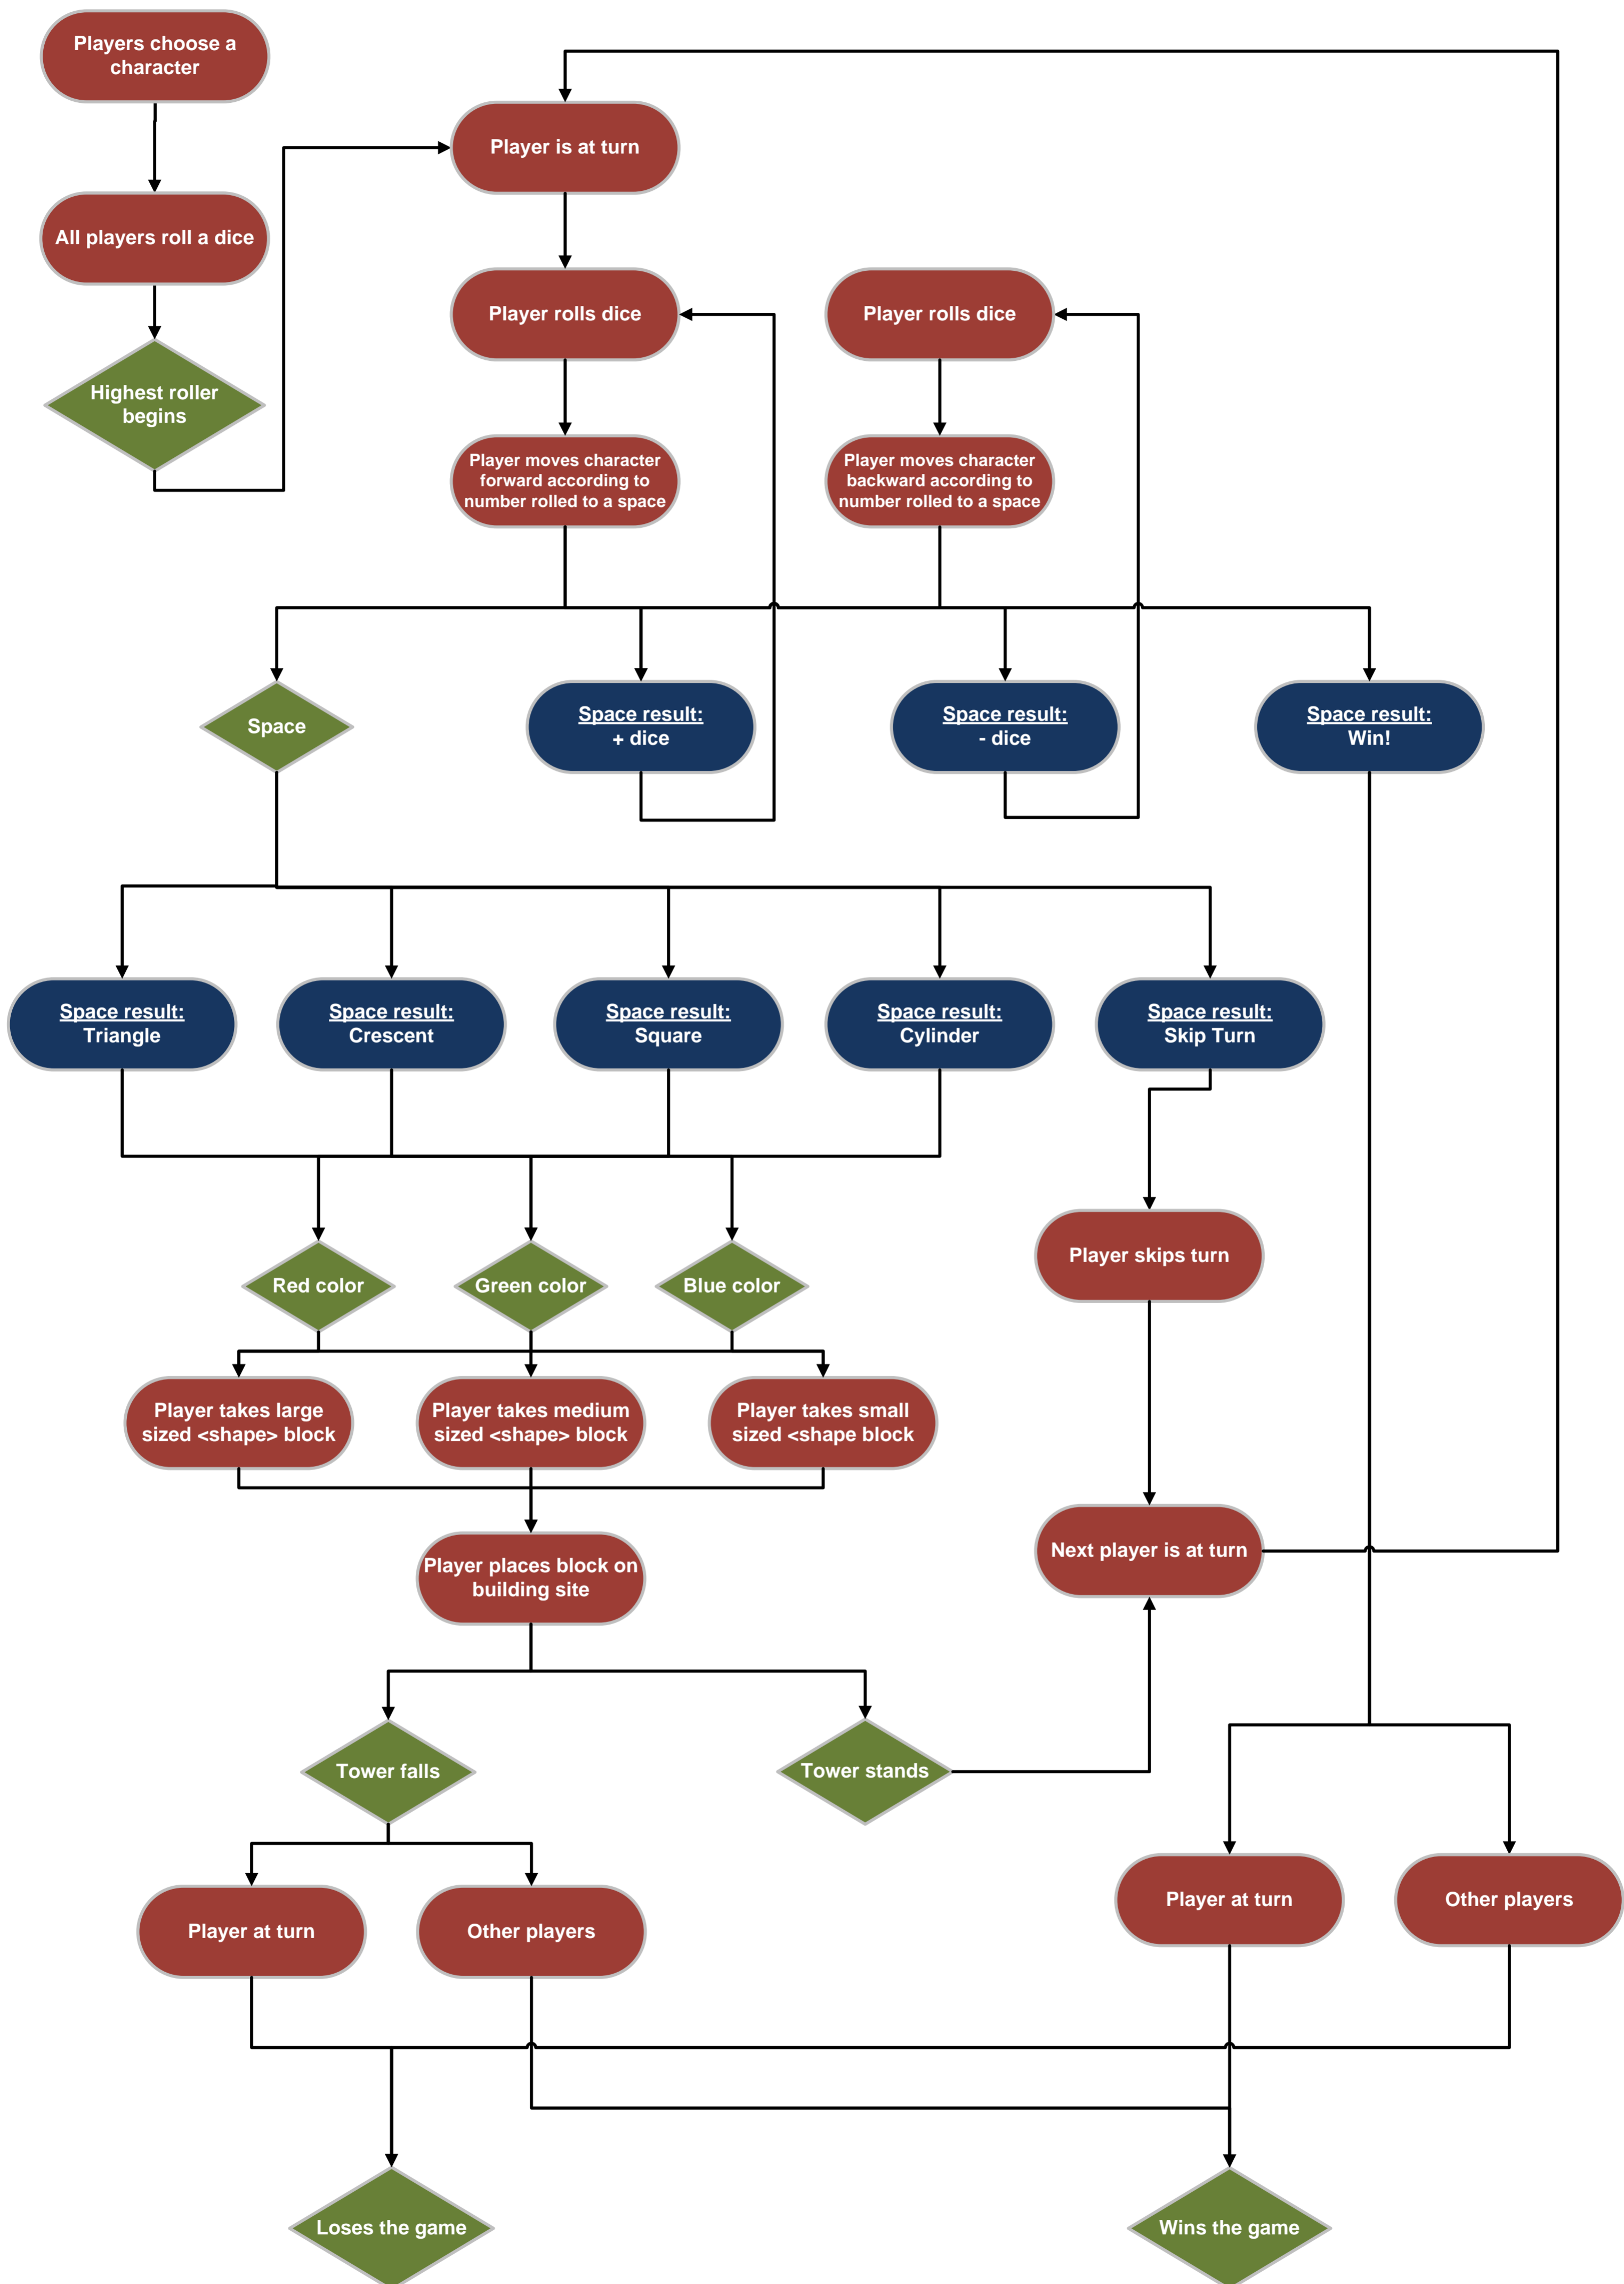 Players choose a
character
Player is at turn
All players roll a dice
Player rolls dice
Player rolls dice
Highest roller
begins
Player moves character
forward according to
number rolled to a space
Player moves character
backward according to
number rolled to a space
Space
Space result:
+ dice
Space result:
- dice
Space result:
Win!
Space result:
Triangle
Space result:
Crescent
Space result:
Square
Space result:
Cylinder
Space result:
Skip Turn
Player skips turn
Red color
Green color
Blue color
Player takes large
sized <shape> block
Player takes medium
sized <shape> block
Player takes small
sized <shape block
Next player is at turn
Player places block on
building site
Tower falls
Tower stands
Player at turn
Other players
Player at turn
Other players
Loses the game
Wins the game